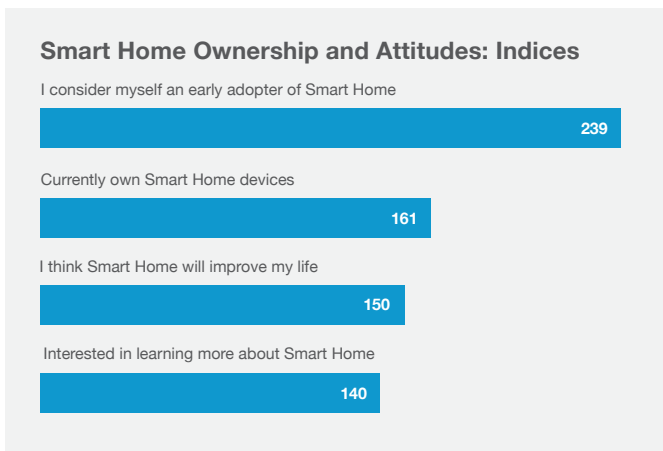 Smart Home Ownership and Attitudes: Indices
I consider myself an early adopter of Smart Home
239
Currently own Smart Home devices
161
I think Smart Home will improve my life
150
Interested in learning more about Smart Home
140